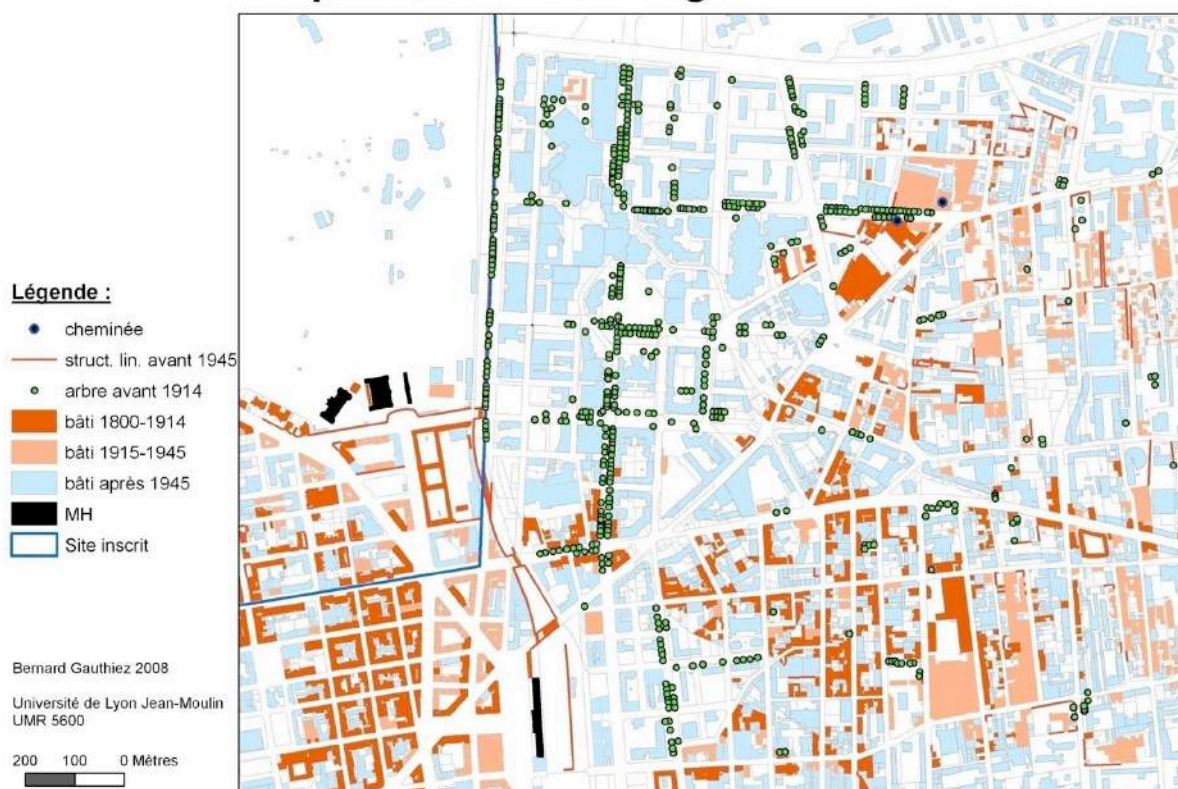 Légende :
cheminée
struct. lin. avant 1945
arbre avant 1914
bâti 1800-1914
bâti 1915-1945
bâti après 1945
MH
Site inscrit
Bernard Gauthiez 2008
Université de Lyon Jean-Moulin
UMR 5600
200 100 0 Mètres